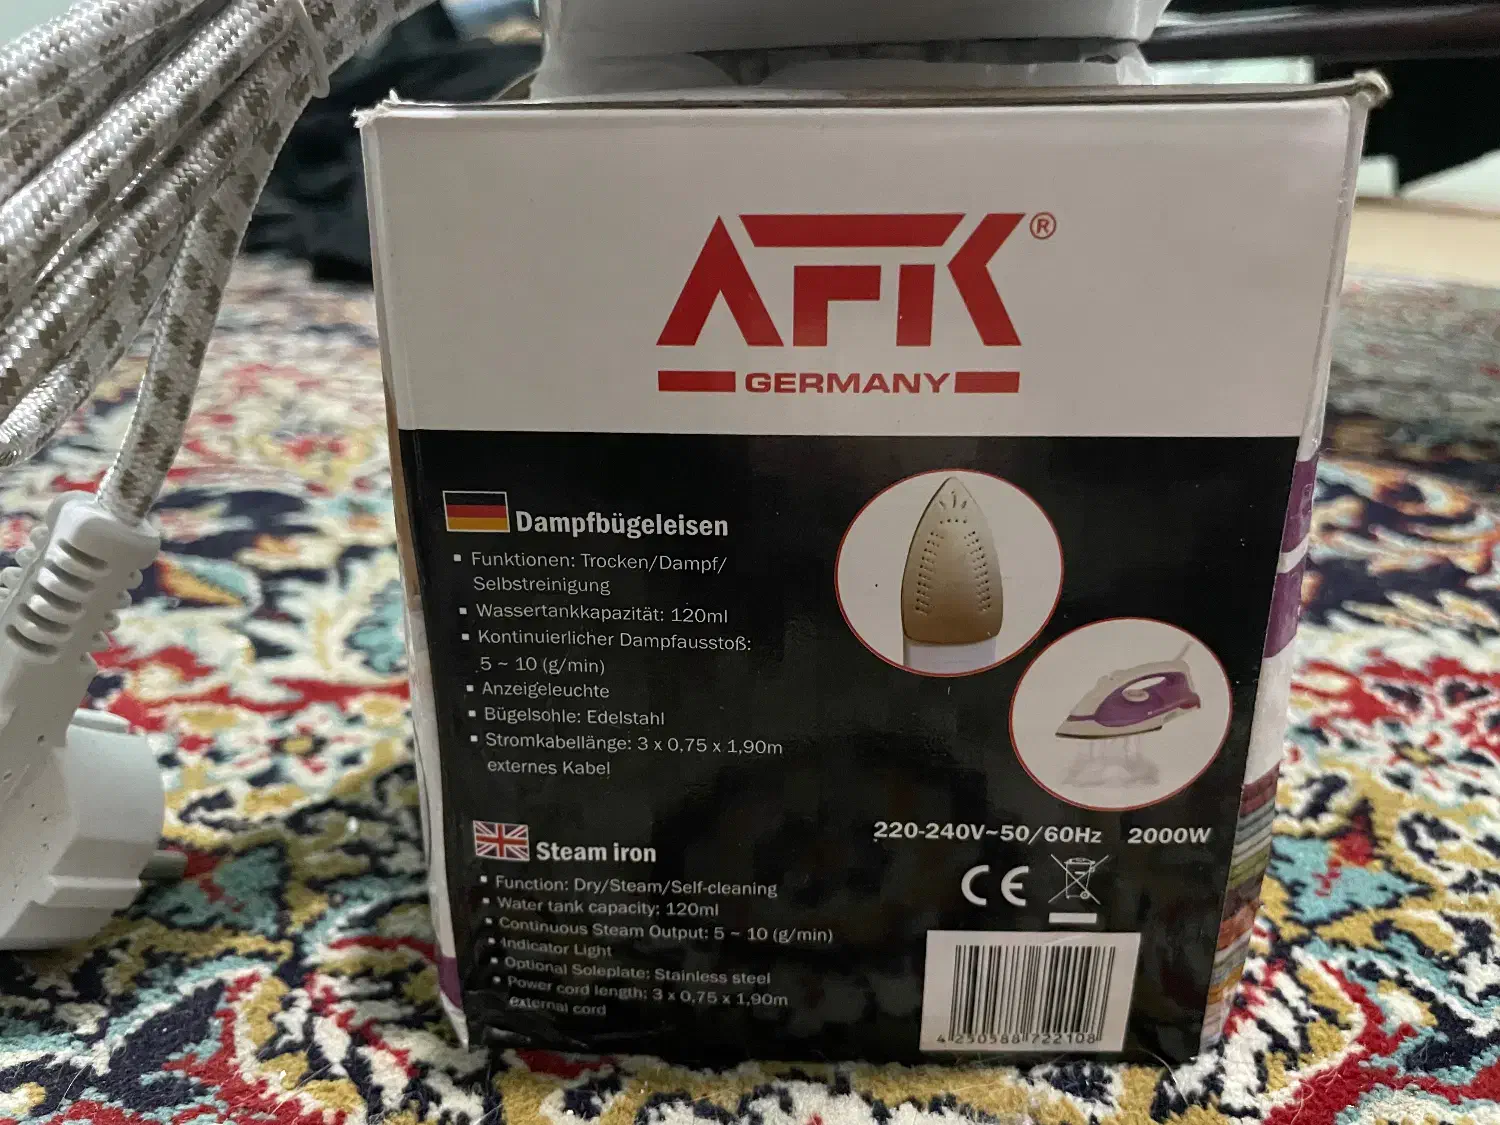 AFK®
GERMANY
Dampfbügeleisen
▪ Funktionen: Trocken/Dampf/
Selbstreinigung
▪ Wassertankkapazität: 120ml
▪ Kontinuierlicher Dampfausstoß:
5 ~ 10 (g/min)
▪ Anzeigeleuchte
▪ Bügelsohle: Edelstahl
▪ Stromkabellänge: 3 x 0,75 x 1,90m
externes Kabel
Steam iron
▪ Function: Dry/Steam/Self-cleaning
▪ Water tank capacity: 120ml
▪ Continuous Steam Output: 5 ~ 10 (g/min)
▪ Indicator Light
▪ Optional Soleplate: Stainless steel
▪ Power cord length: 3 x 0,75 x 1,90m
external cord
220-240V~50/60Hz 2000W
CE
4 250588 722108